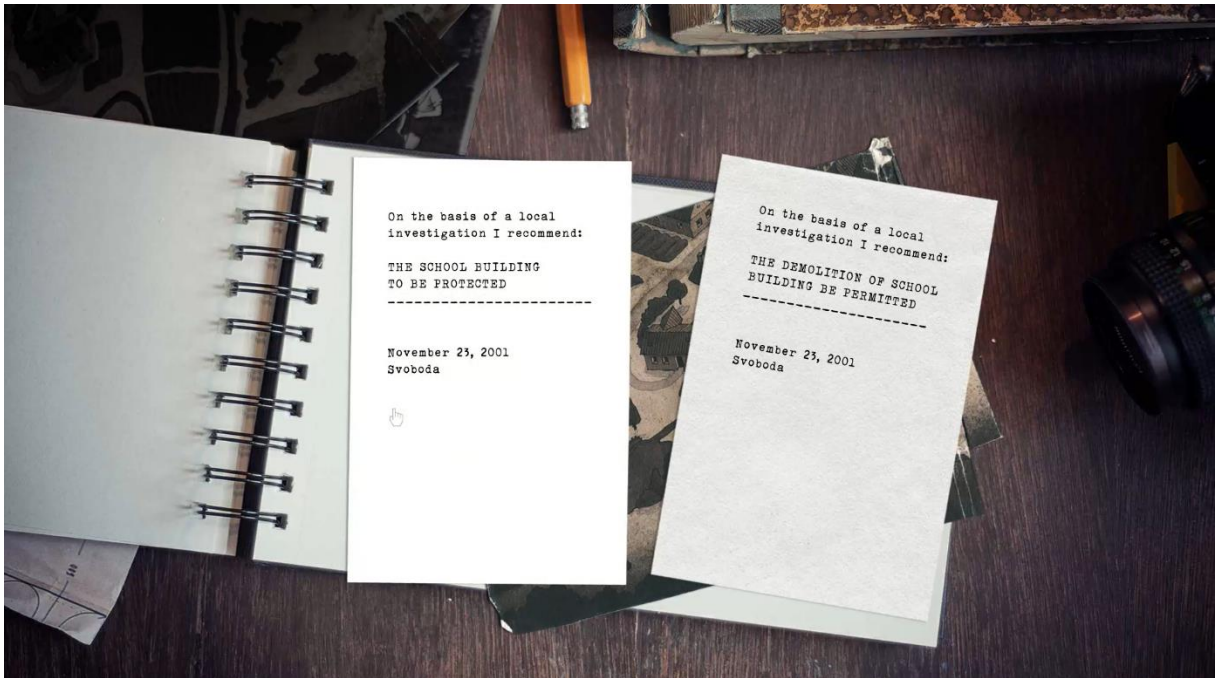 On the basis of a local
investigation I recommend:
THE SCHOOL BUILDING
TO BE PROTECTED
------------------------
November 23, 2001
Svoboda
On the basis of a local
investigation I recommend:
THE DEMOLITION OF SCHOOL
BUILDING BE PERMITTED
----------------------
November 23, 2001
Svoboda